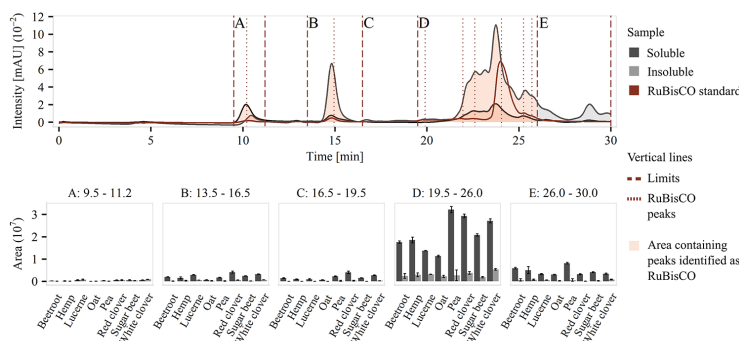 A B C D E
12
10
8
6
4
2
0
Intensity [mAU] (10⁻²)
0 5 10 15 20 25 30
Time [min]
Sample
Soluble
Insoluble
RuBisCO standard
Vertical lines
Limits
RuBisCO
peaks
Area containing
peaks identified as
RuBisCO
A: 9.5 - 11.2 B: 13.5 - 16.5 C: 16.5 - 19.5 D: 19.5 - 26.0 E: 26.0 - 30.0
3
2
1
0
Area (10⁷)
Beetroot Hemp Lucerne Oat Pea Red clover Sugar beet White clover
Beetroot Hemp Lucerne Oat Pea Red clover Sugar beet White clover
Beetroot Hemp Lucerne Oat Pea Red clover Sugar beet White clover
Beetroot Hemp Lucerne Oat Pea Red clover Sugar beet White clover
Beetroot Hemp Lucerne Oat Pea Red clover Sugar beet White clover